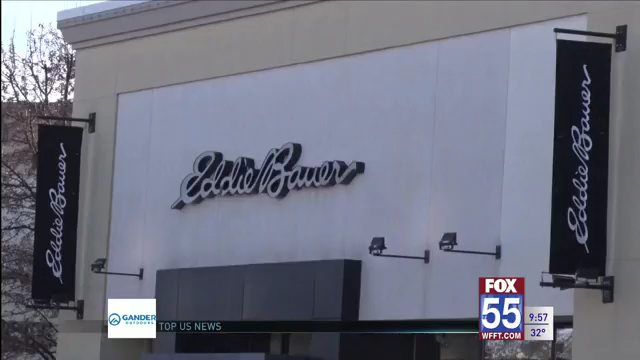 Eddie Bauer
Eddie Bauer
Eddie Bauer
FOX
55
WFFT.COM
9:57
32°
GANDER
OUTDOORS
TOP US NEWS